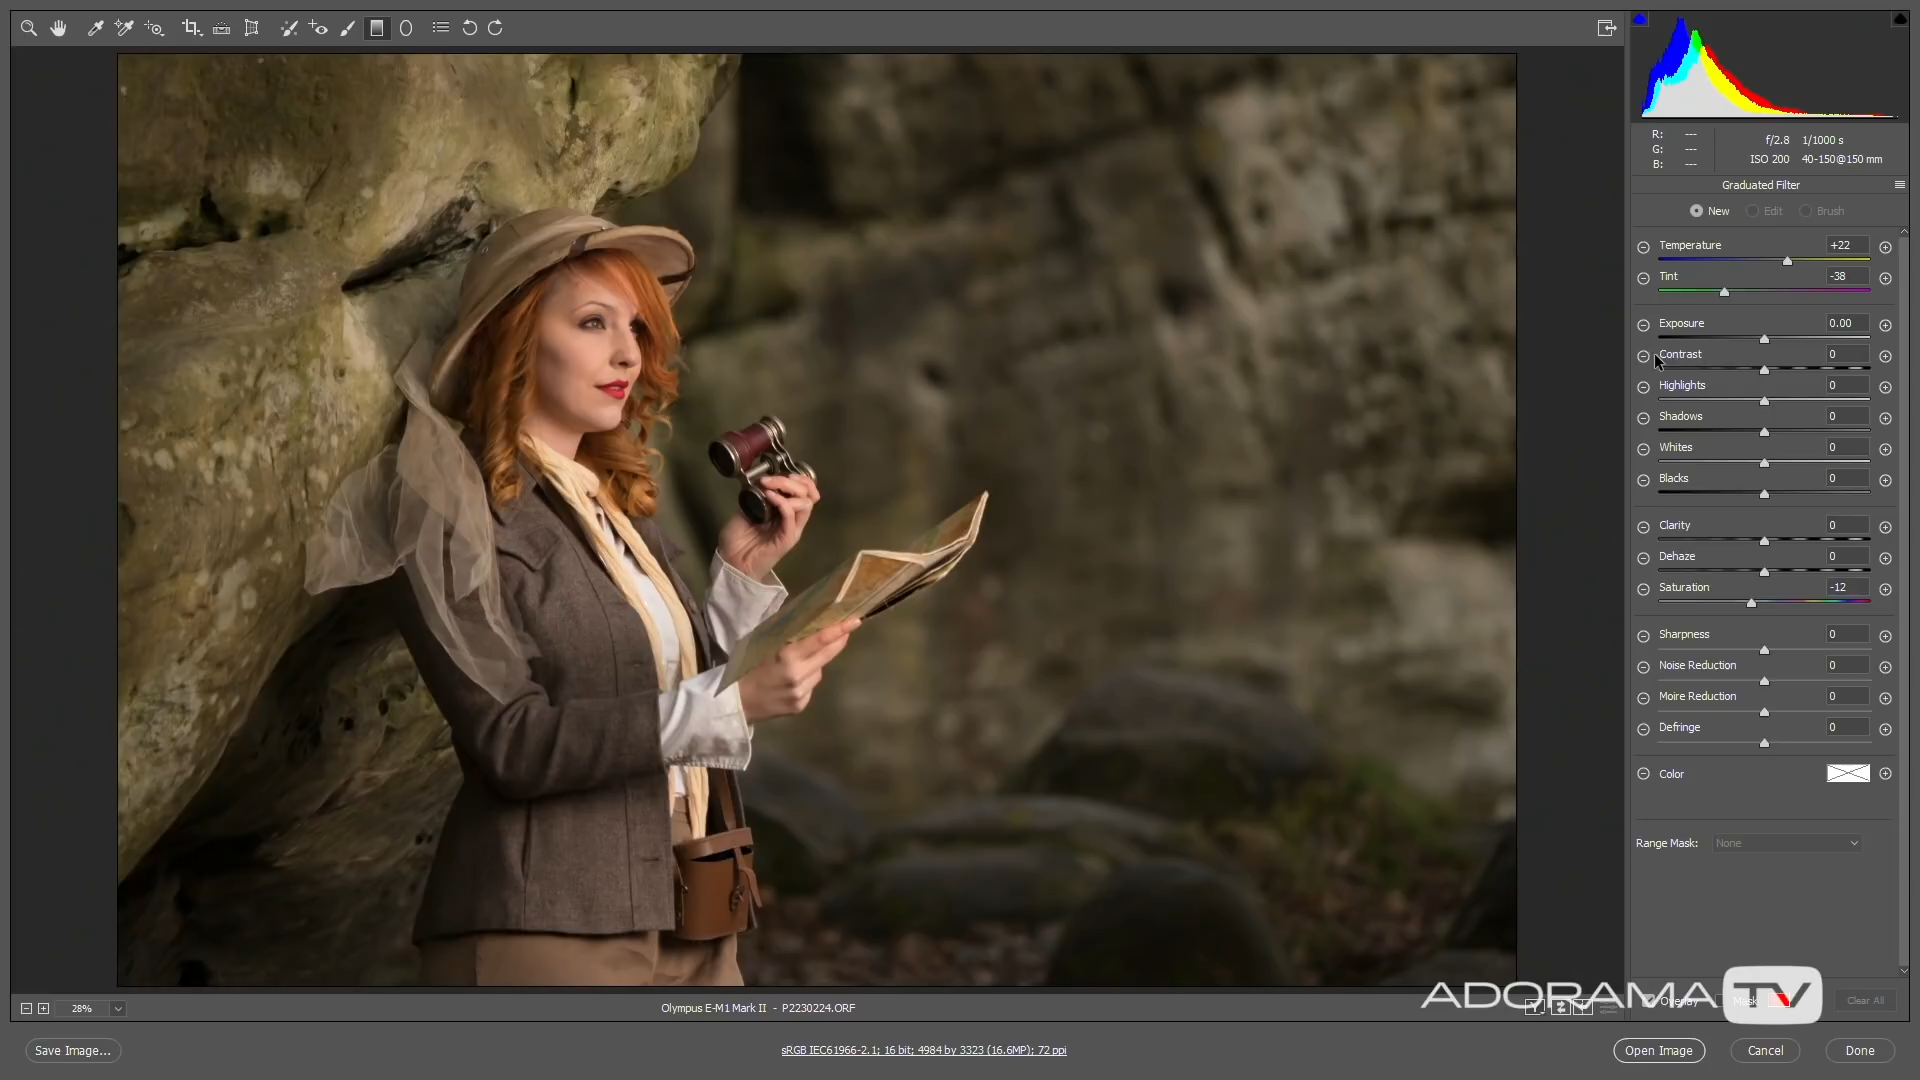 R: ---
G: ---
B: ---
f/2.8 1/1000 s
ISO 200 40-150@150 mm
Graduated Filter
New Edit Brush
Temperature +22
Tint -38
Exposure 0.00
Contrast 0
Highlights 0
Shadows 0
Whites 0
Blacks 0
Clarity 0
Dehaze 0
Saturation -12
Sharpness 0
Noise Reduction 0
Moire Reduction 0
Defringe 0
Color
Range Mask: None
ADORAMA TV
Overlay Mask Clear All
28% Olympus E-M1 Mark II - P2230224.ORF
Save Image... sRGB IEC61966-2.1; 16 bit; 4984 by 3323 (16.6MP); 72 ppi Open Image Cancel Done